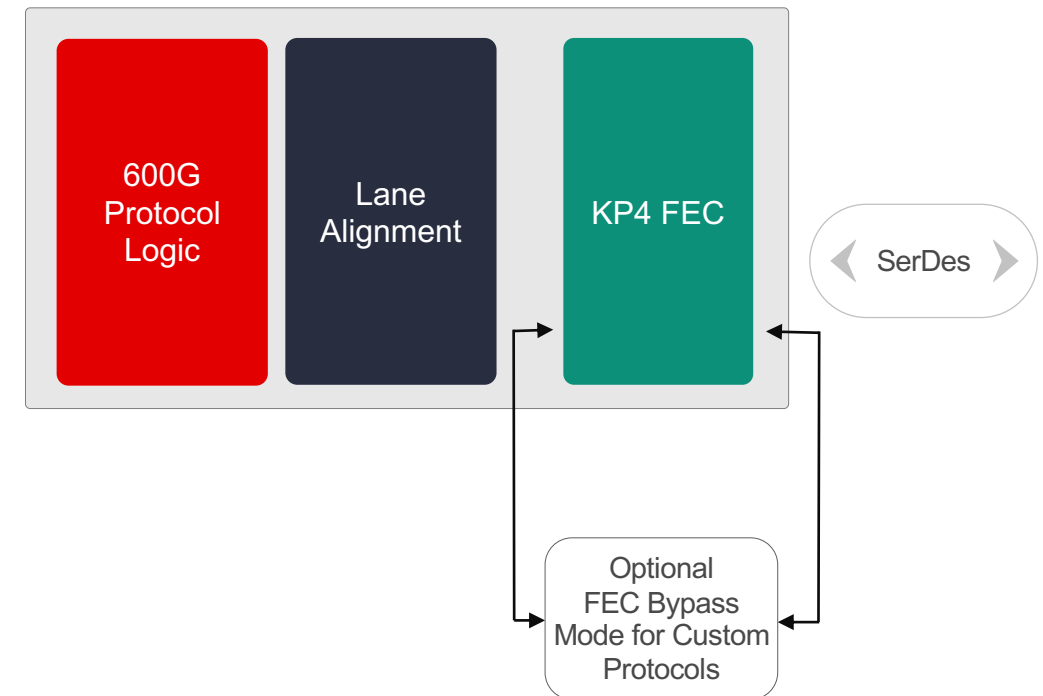 600G
Protocol
Logic
Lane
Alignment
KP4 FEC
SerDes
Optional
FEC Bypass
Mode for Custom
Protocols